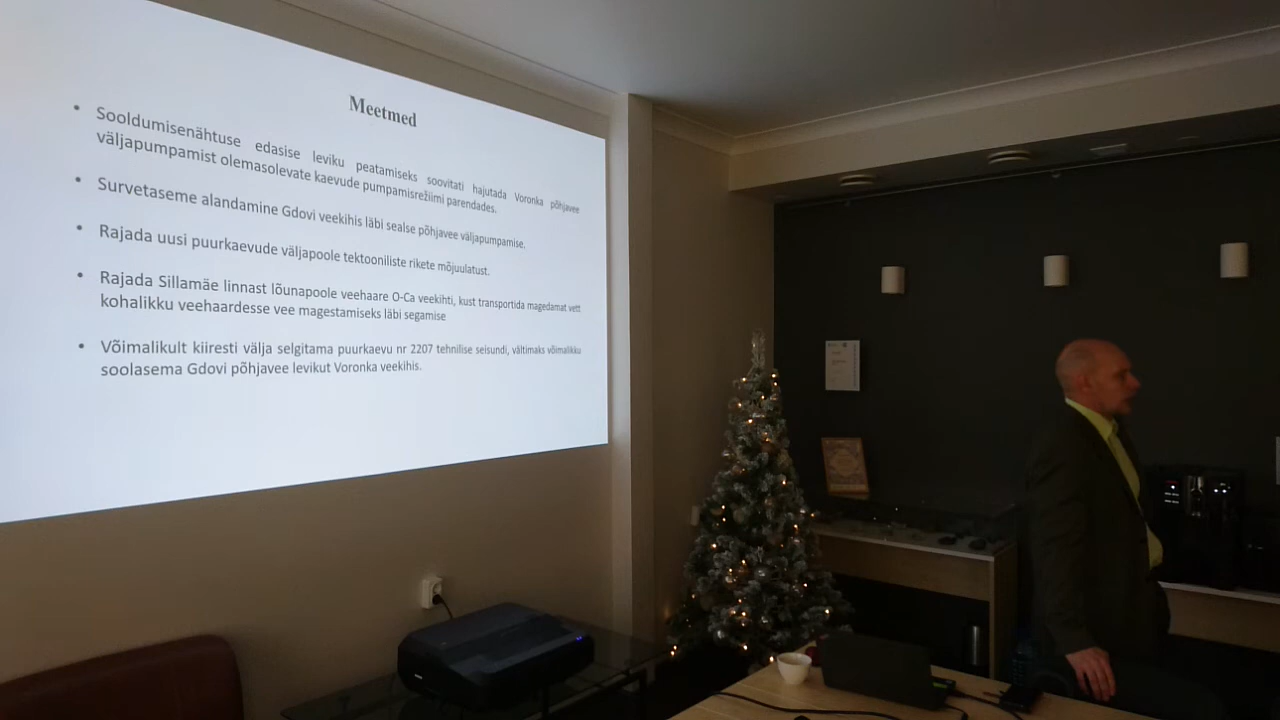 Meetmed
• Sooldumisenähtuse edasise leviku peatamiseks soovitati hajutada Voronka põhjavee
väljapumpamist olemasolevate kaevude pumpamisrežiimi parendades.
• Survetaseme alandamine Gdovi veekihis läbi sealse põhjavee väljapumpamise.
• Rajada uusi puurkaevude väljapoole tektooniliste rikete mõjuulatust.
• Rajada Sillamäe linnast lõunapoole veehaare O-Ca veekihti, kust transportida magedamat vett
kohalikku veehaardesse vee magestamiseks läbi segamise
• Võimalikult kiiresti välja selgitama puurkaevu nr 2207 tehnilise seisundi, vältimaks võimalikku
soolasema Gdovi põhjavee levikut Voronka veekihis.